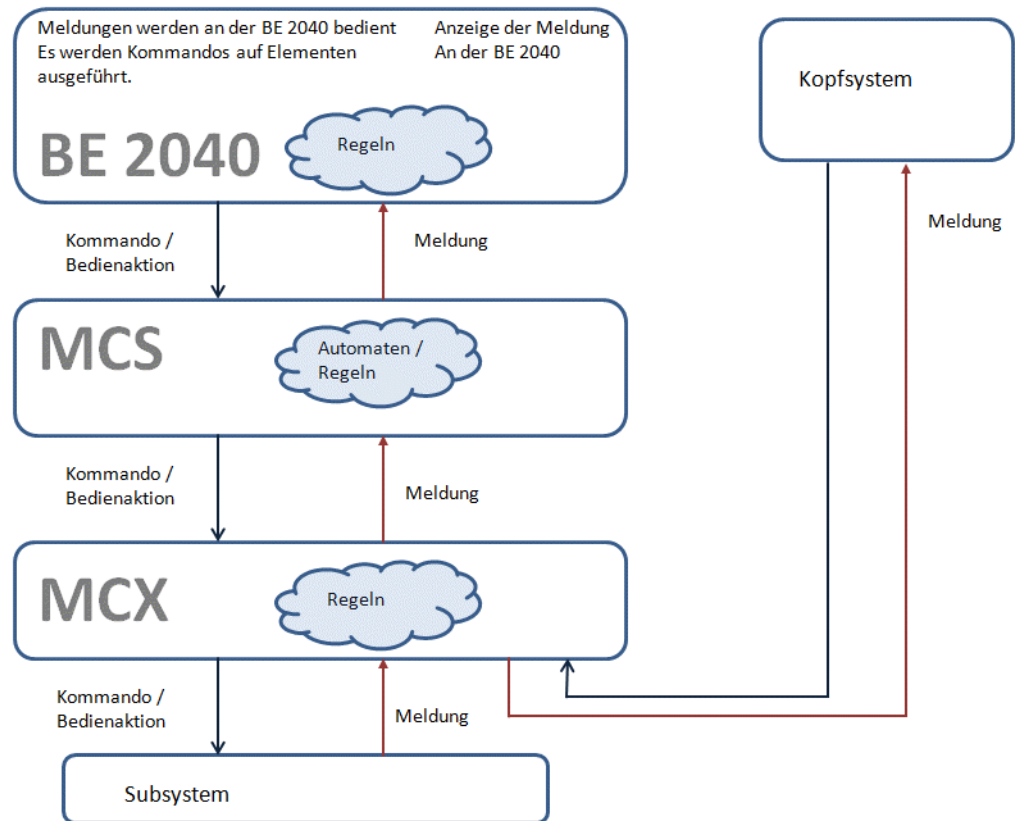 Meldungen werden an der BE 2040 bedient
Es werden Kommandos auf Elementen
ausgeführt.
Anzeige der Meldung
An der BE 2040
Kopfsystem
BE 2040
Regeln
Kommando /
Bedienaktion
Meldung
Meldung
MCS
Automaten /
Regeln
Kommando /
Bedienaktion
Meldung
MCX
Regeln
Kommando /
Bedienaktion
Meldung
Subsystem